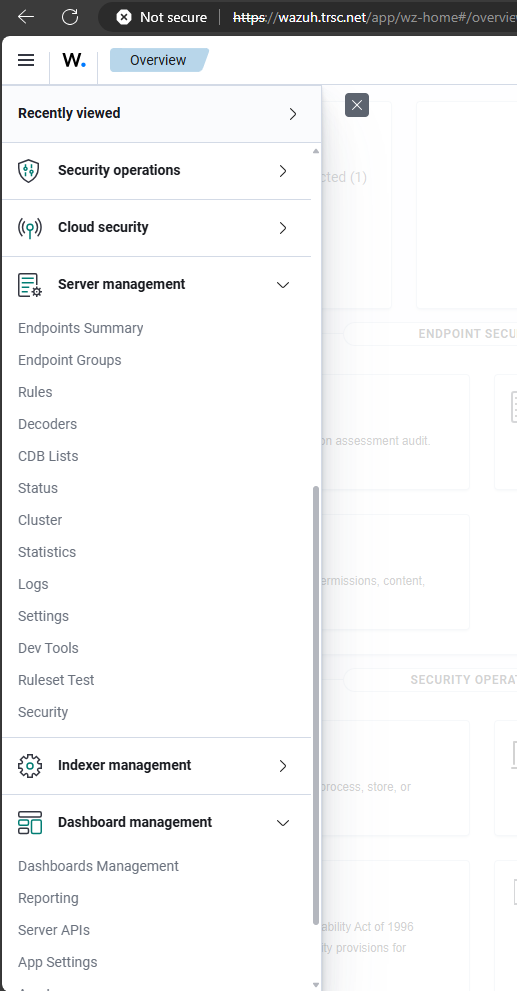 Not secure
https://wazuh.trsc.net/app/wz-home#/overvie
W.
Overview
Recently viewed
Security operations
Cloud security
Server management
Endpoints Summary
Endpoint Groups
Rules
Decoders
CDB Lists
Status
Cluster
Statistics
Logs
Settings
Dev Tools
Ruleset Test
Security
Indexer management
Dashboard management
Dashboards Management
Reporting
Server APIs
App Settings
cted (1)
ENDPOINT SECU
on assessment audit.
ermissions, content,
SECURITY OPERA
process, store, or
ability Act of 1996
ity provisions for